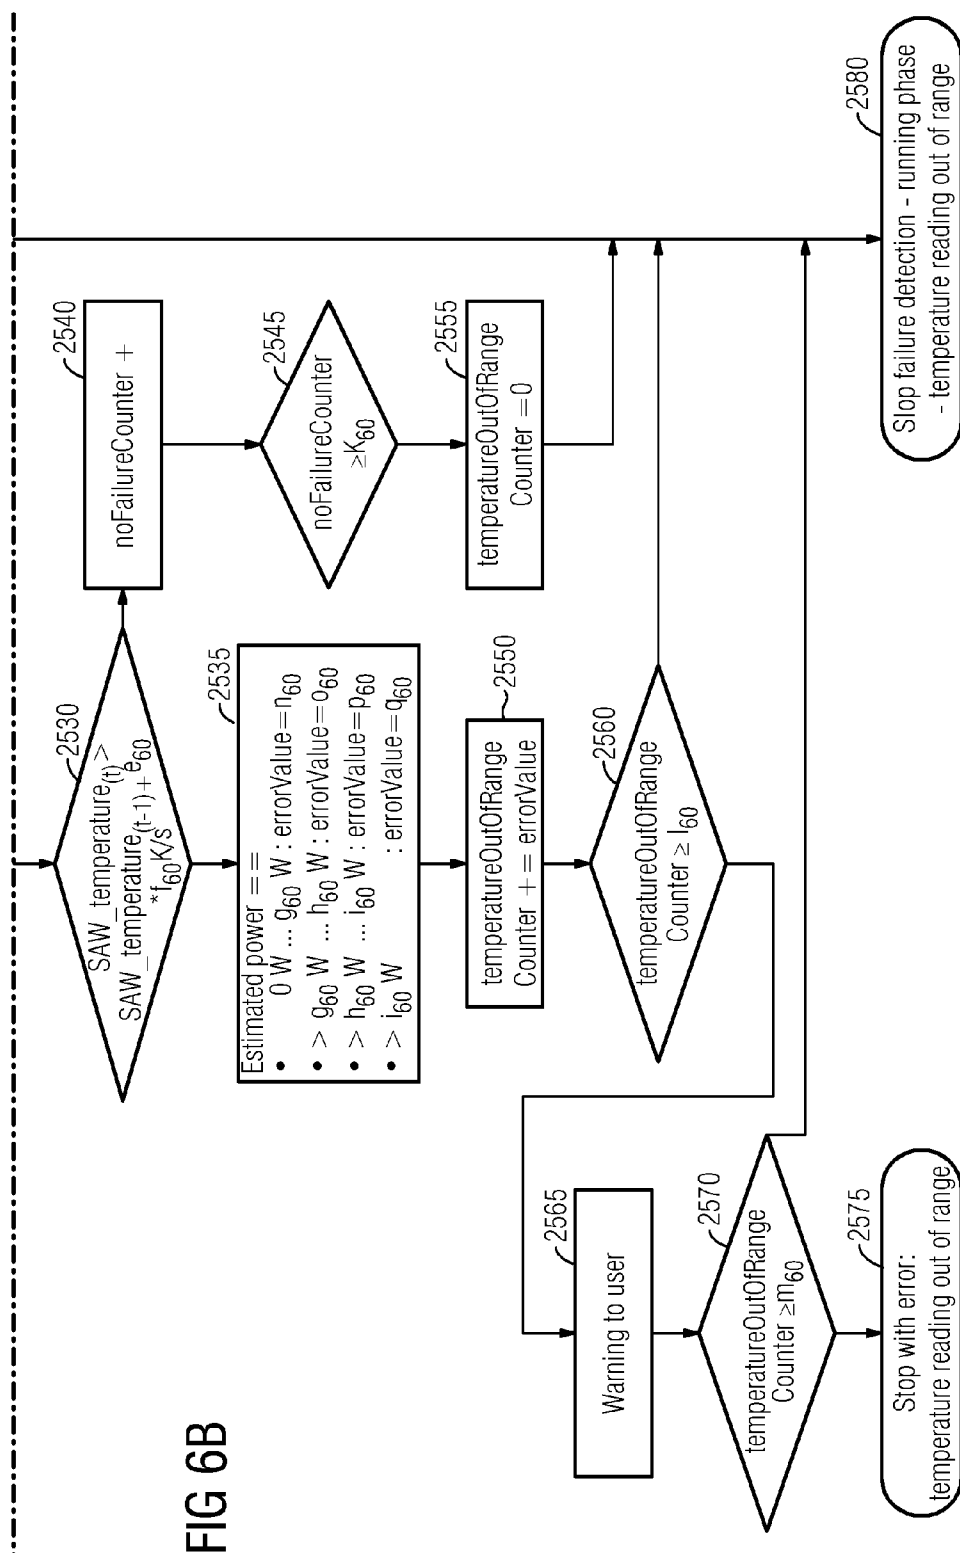 FIG 6B
2530
SAW_temperature(t) >
SAW_temperature(t-1) + e60
*f60K/s
2540
noFailureCounter +
2535
Estimated power ==
• 0 W ... g60 W : errorValue=n60
• > g60 W ... h60 W : errorValue=o60
• > h60 W ... i60 W : errorValue=p60
• > i60 W : errorValue=q60
2545
noFailureCounter
≥K60
2550
temperatureOutOfRange
Counter += errorValue
2555
temperatureOutOfRange
Counter =0
2560
temperatureOutOfRange
Counter ≥ l60
2565
Warning to user
2570
temperatureOutOfRange
Counter ≥m60
2575
Stop with error:
temperature reading out of range
2580
Slop failure detection - running phase
- temperature reading out of range